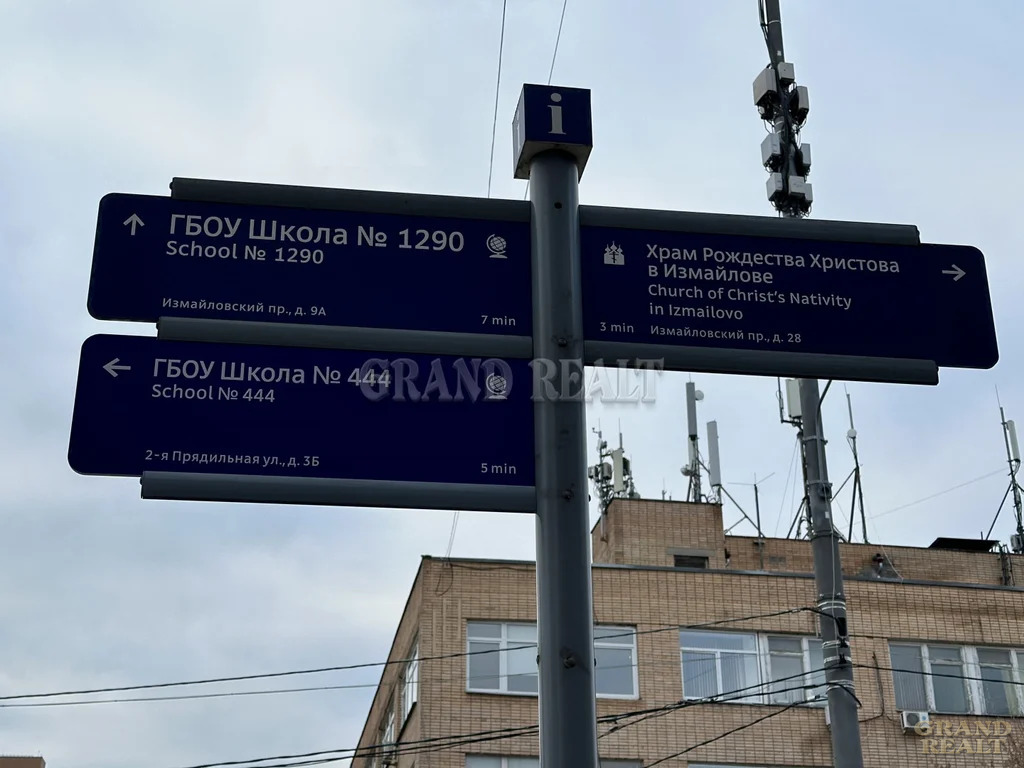 i
ГБОУ Школа № 1290
School № 1290
Измайловский пр., д. 9А
7 min
Храм Рождества Христова
в Измайлове
Church of Christ's Nativity
in Izmailovo
3 min
Измайловский пр., д. 28
ГБОУ Школа № 444
School № 444
2-я Прядильная ул., д. 3Б
5 min
GRAND REALT
GRAND
REALT